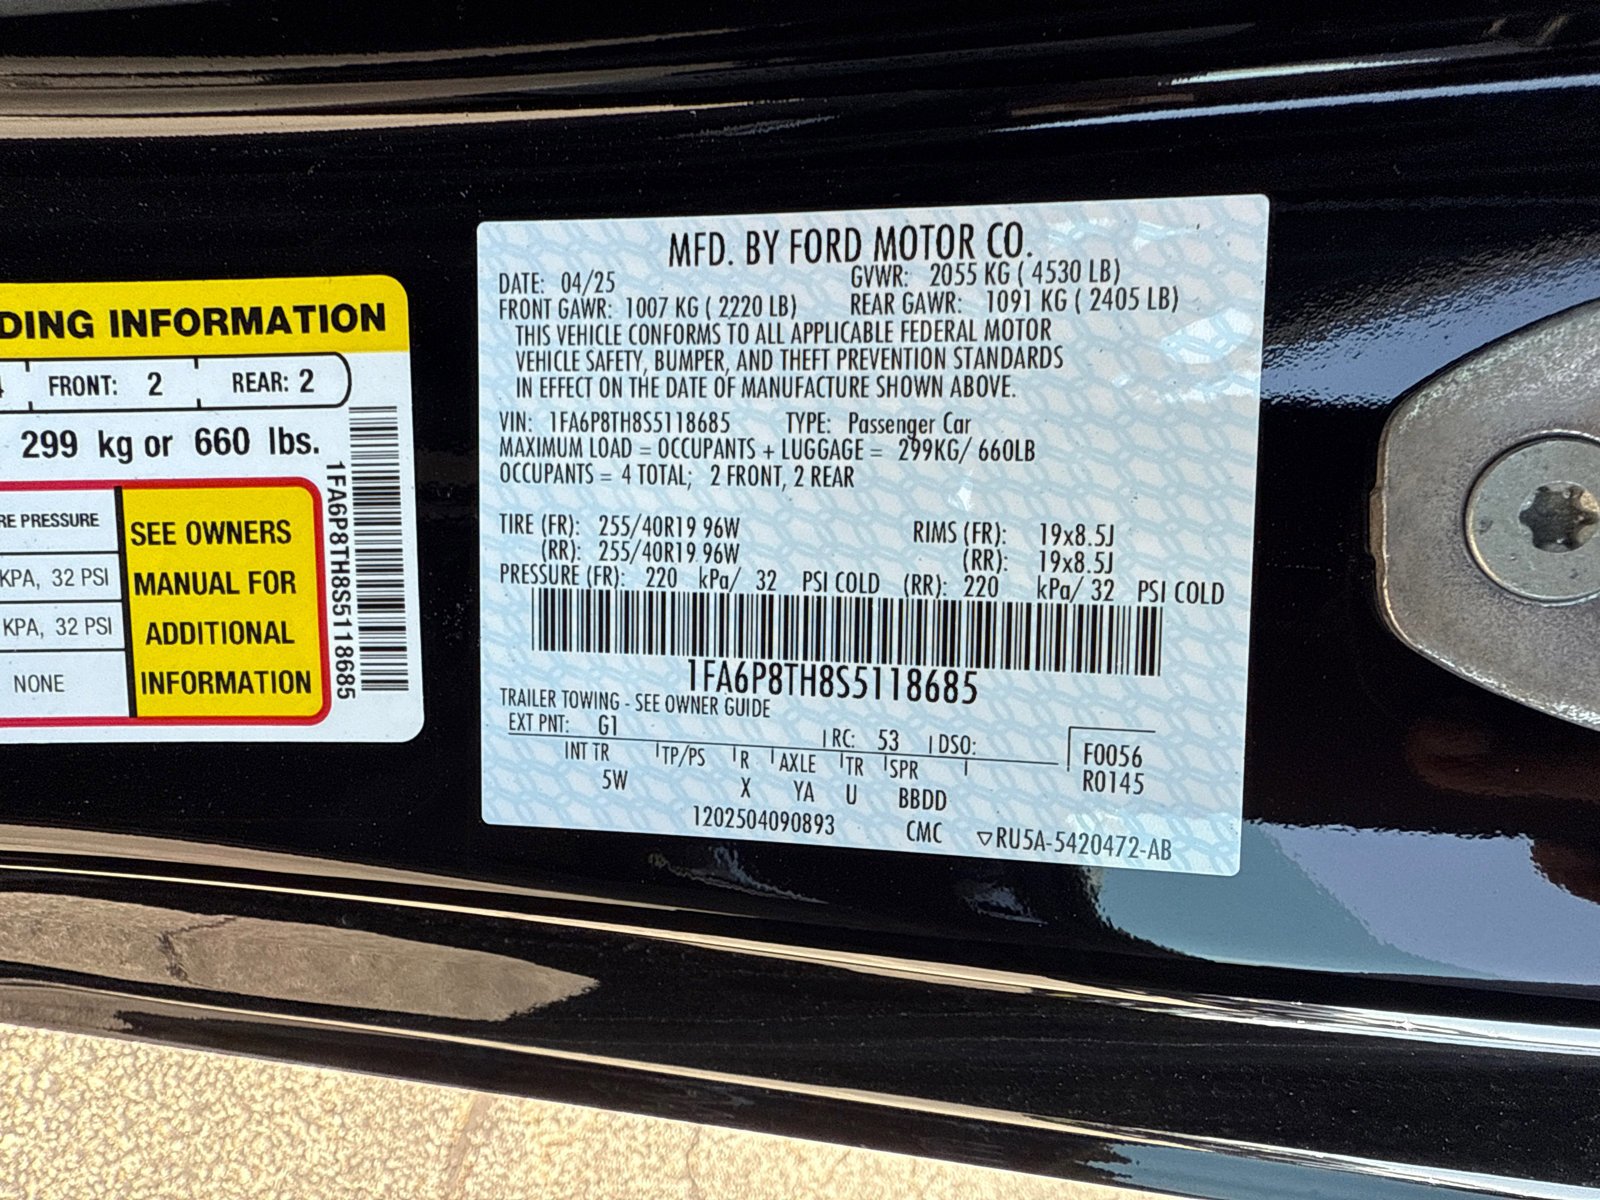 DING INFORMATION
FRONT: 2 REAR: 2
299 kg or 660 lbs.
RE PRESSURE
KPA, 32 PSI
KPA, 32 PSI
NONE
SEE OWNERS
MANUAL FOR
ADDITIONAL
INFORMATION
1FA6P8TH8S5118685
MFD. BY FORD MOTOR CO.
DATE: 04/25 GVWR: 2055 KG ( 4530 LB)
FRONT GAWR: 1007 KG ( 2220 LB) REAR GAWR: 1091 KG ( 2405 LB)
THIS VEHICLE CONFORMS TO ALL APPLICABLE FEDERAL MOTOR
VEHICLE SAFETY, BUMPER, AND THEFT PREVENTION STANDARDS
IN EFFECT ON THE DATE OF MANUFACTURE SHOWN ABOVE.
VIN: 1FA6P8TH8S5118685 TYPE: Passenger Car
MAXIMUM LOAD = OCCUPANTS + LUGGAGE = 299KG/ 660LB
OCCUPANTS = 4 TOTAL; 2 FRONT, 2 REAR
TIRE (FR): 255/40R19 96W RIMS (FR): 19x8.5J
(RR): 255/40R19 96W (RR): 19x8.5J
PRESSURE (FR): 220 kPa/ 32 PSI COLD (RR): 220 kPa/ 32 PSI COLD
1FA6P8TH8S5118685
TRAILER TOWING - SEE OWNER GUIDE
EXT PNT: G1 RC: 53 DSO: F0056
INT TR TP/PS R AXLE TR SPR R0145
5W X YA U BBDD
1202504090893 CMC ▽RU5A-5420472-AB